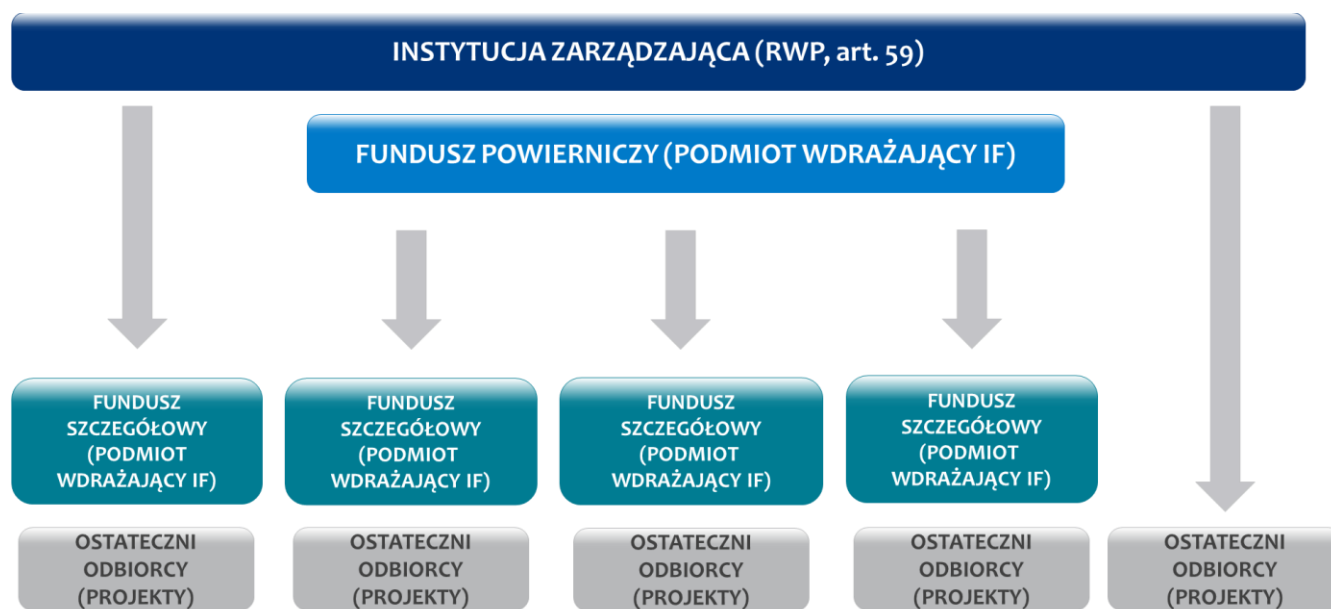 INSTYTUCJA ZARZĄDZAJĄCA (RWP, art. 59)
FUNDUSZ POWIERNICZY (PODMIOT WDRAŻAJĄCY IF)
FUNDUSZ
SZCZEGÓŁOWY
(PODMIOT
WDRAŻAJĄCY IF)
FUNDUSZ
SZCZEGÓŁOWY
(PODMIOT
WDRAŻAJĄCY IF)
FUNDUSZ
SZCZEGÓŁOWY
(PODMIOT
WDRAŻAJĄCY IF)
FUNDUSZ
SZCZEGÓŁOWY
(PODMIOT
WDRAŻAJĄCY IF)
OSTATECZNI
ODBIORCY
(PROJEKTY)
OSTATECZNI
ODBIORCY
(PROJEKTY)
OSTATECZNI
ODBIORCY
(PROJEKTY)
OSTATECZNI
ODBIORCY
(PROJEKTY)
OSTATECZNI
ODBIORCY
(PROJEKTY)